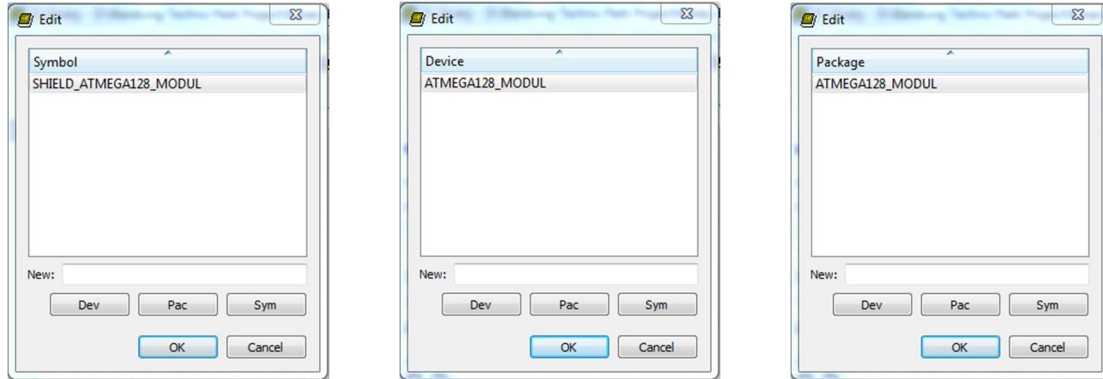 Edit
Symbol
SHIELD_ATMEGA128_MODUL
New:
Dev Pac Sym
OK Cancel
Edit
Device
ATMEGA128_MODUL
New:
Dev Pac Sym
OK Cancel
Edit
Package
ATMEGA128_MODUL
New:
Dev Pac Sym
OK Cancel